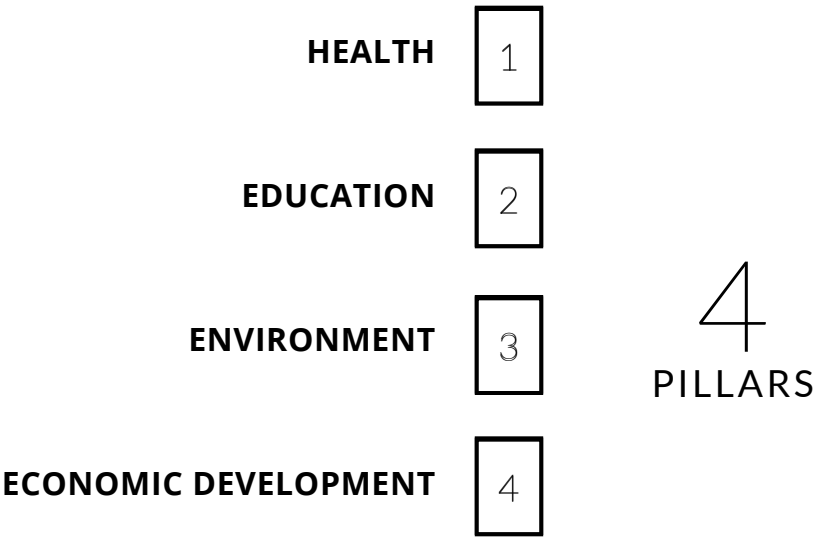 HEALTH 1
EDUCATION 2
ENVIRONMENT 3
ECONOMIC DEVELOPMENT 4
4
PILLARS